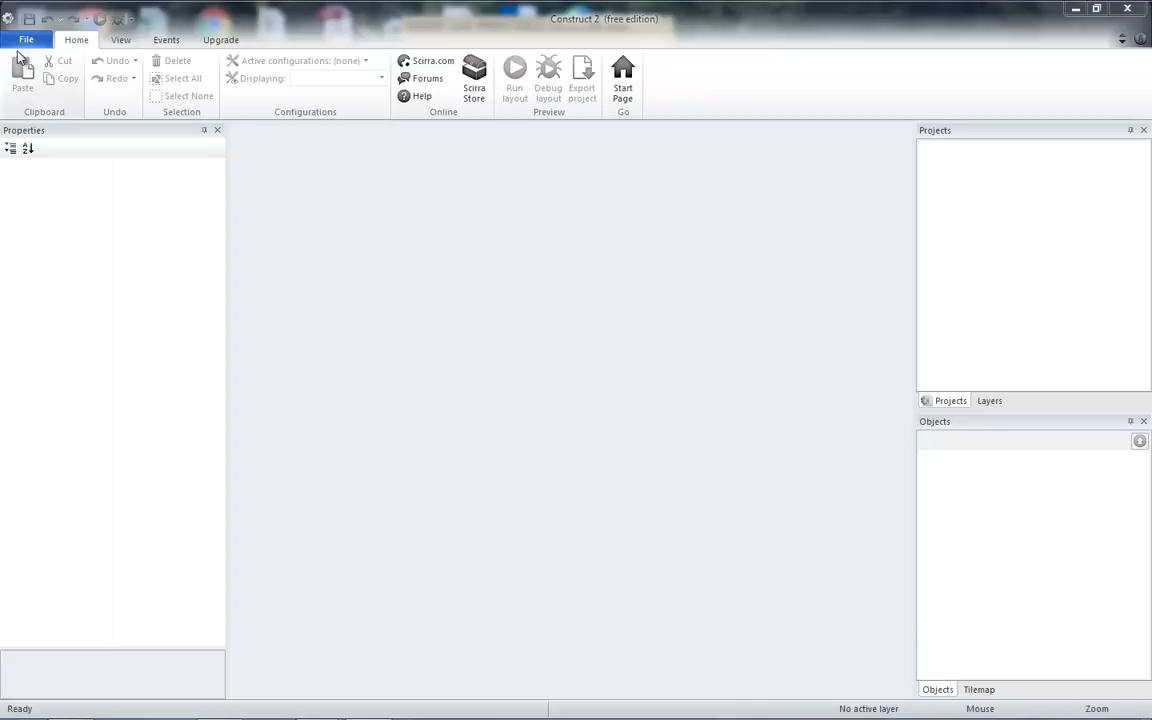 Construct 2 (free edition)
File Home View Events Upgrade
Paste Cut Copy
Clipboard
Undo Redo
Undo
Delete Select All Select None
Selection
Active configurations: (none)
Displaying:
Configurations
Scirra.com Forums Help Scirra Store
Online
Run layout Debug layout Export project
Preview
Start Page
Go
Properties
Projects
Projects Layers
Objects
Objects Tilemap
Ready No active layer Mouse Zoom